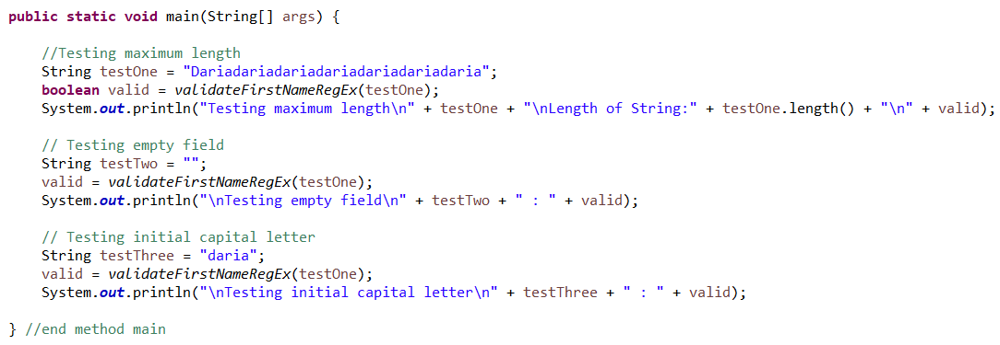 public static void main(String[] args) {
//Testing maximum length
String testOne = "Dariadariadariadariadariadariadaria";
boolean valid = validateFirstNameRegEx(testOne);
System.out.println("Testing maximum length\n" + testOne + "\nLength of String:" + testOne.length() + "\n" + valid);
// Testing empty field
String testTwo = "";
valid = validateFirstNameRegEx(testOne);
System.out.println("\nTesting empty field\n" + testTwo + " : " + valid);
// Testing initial capital letter
String testThree = "daria";
valid = validateFirstNameRegEx(testOne);
System.out.println("\nTesting initial capital letter\n" + testThree + " : " + valid);
} //end method main